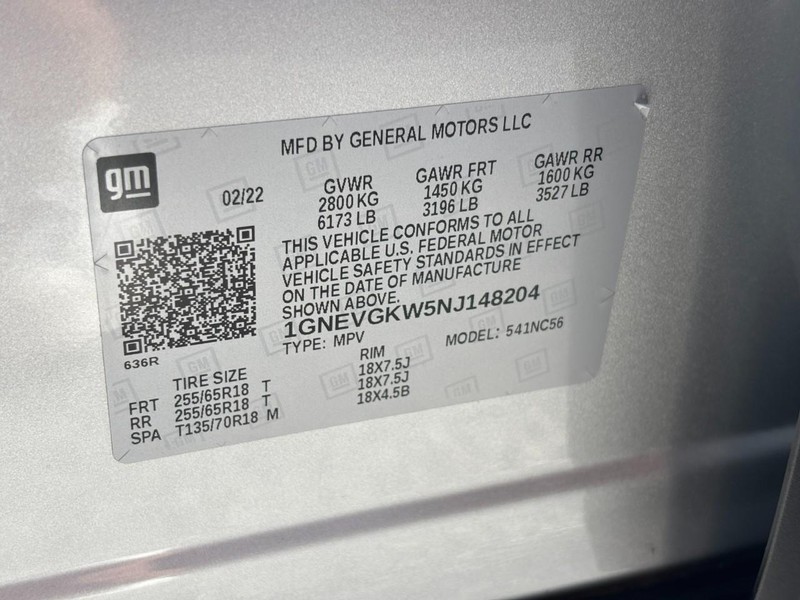 MFD BY GENERAL MOTORS LLC
gm
02/22
GVWR GAWR FRT GAWR RR
2800 KG 1450 KG 1600 KG
6173 LB 3196 LB 3527 LB
THIS VEHICLE CONFORMS TO ALL
APPLICABLE U.S. FEDERAL MOTOR
VEHICLE SAFETY STANDARDS IN EFFECT
ON THE DATE OF MANUFACTURE
SHOWN ABOVE.
1GNEVGKW5NJ148204
TYPE: MPV MODEL: 541NC56
636R
TIRE SIZE RIM
FRT 255/65R18 T 18X7.5J
RR 255/65R18 T 18X7.5J
SPA T135/70R18 M 18X4.5B